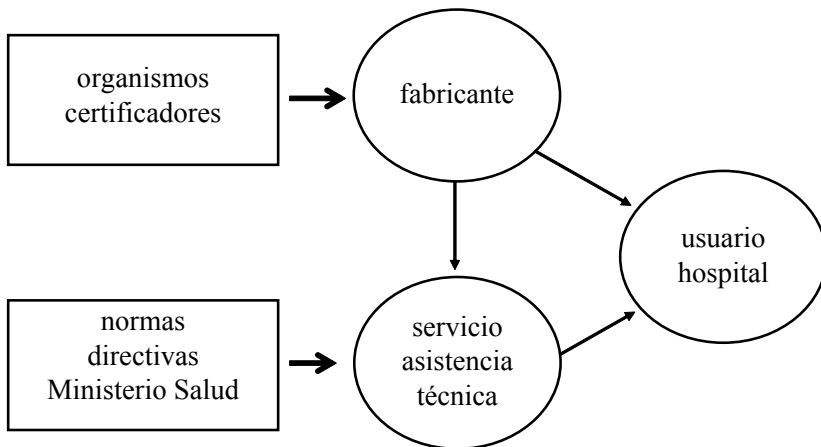 organismos
certificadores
fabricante
usuario
hospital
normas
directivas
Ministerio Salud
servicio
asistencia
técnica